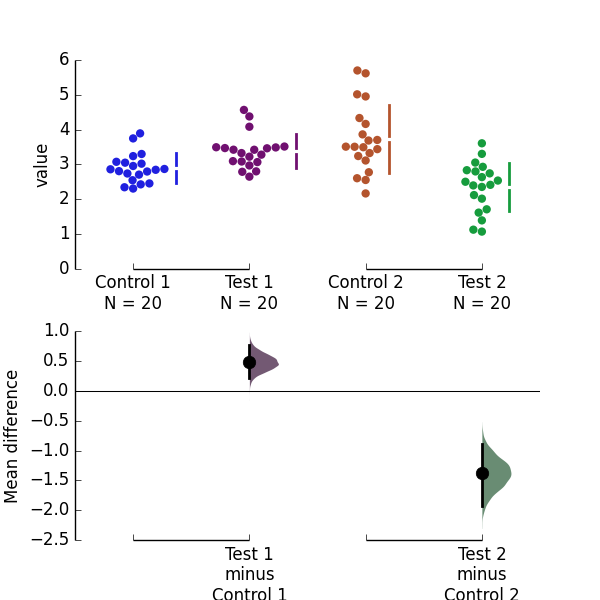 6
5
4
3
2
1
0
value
Control 1
N = 20
Test 1
N = 20
Control 2
N = 20
Test 2
N = 20
1.0
0.5
0.0
−0.5
−1.0
−1.5
−2.0
−2.5
Mean difference
Test 1
minus
Control 1
Test 2
minus
Control 2